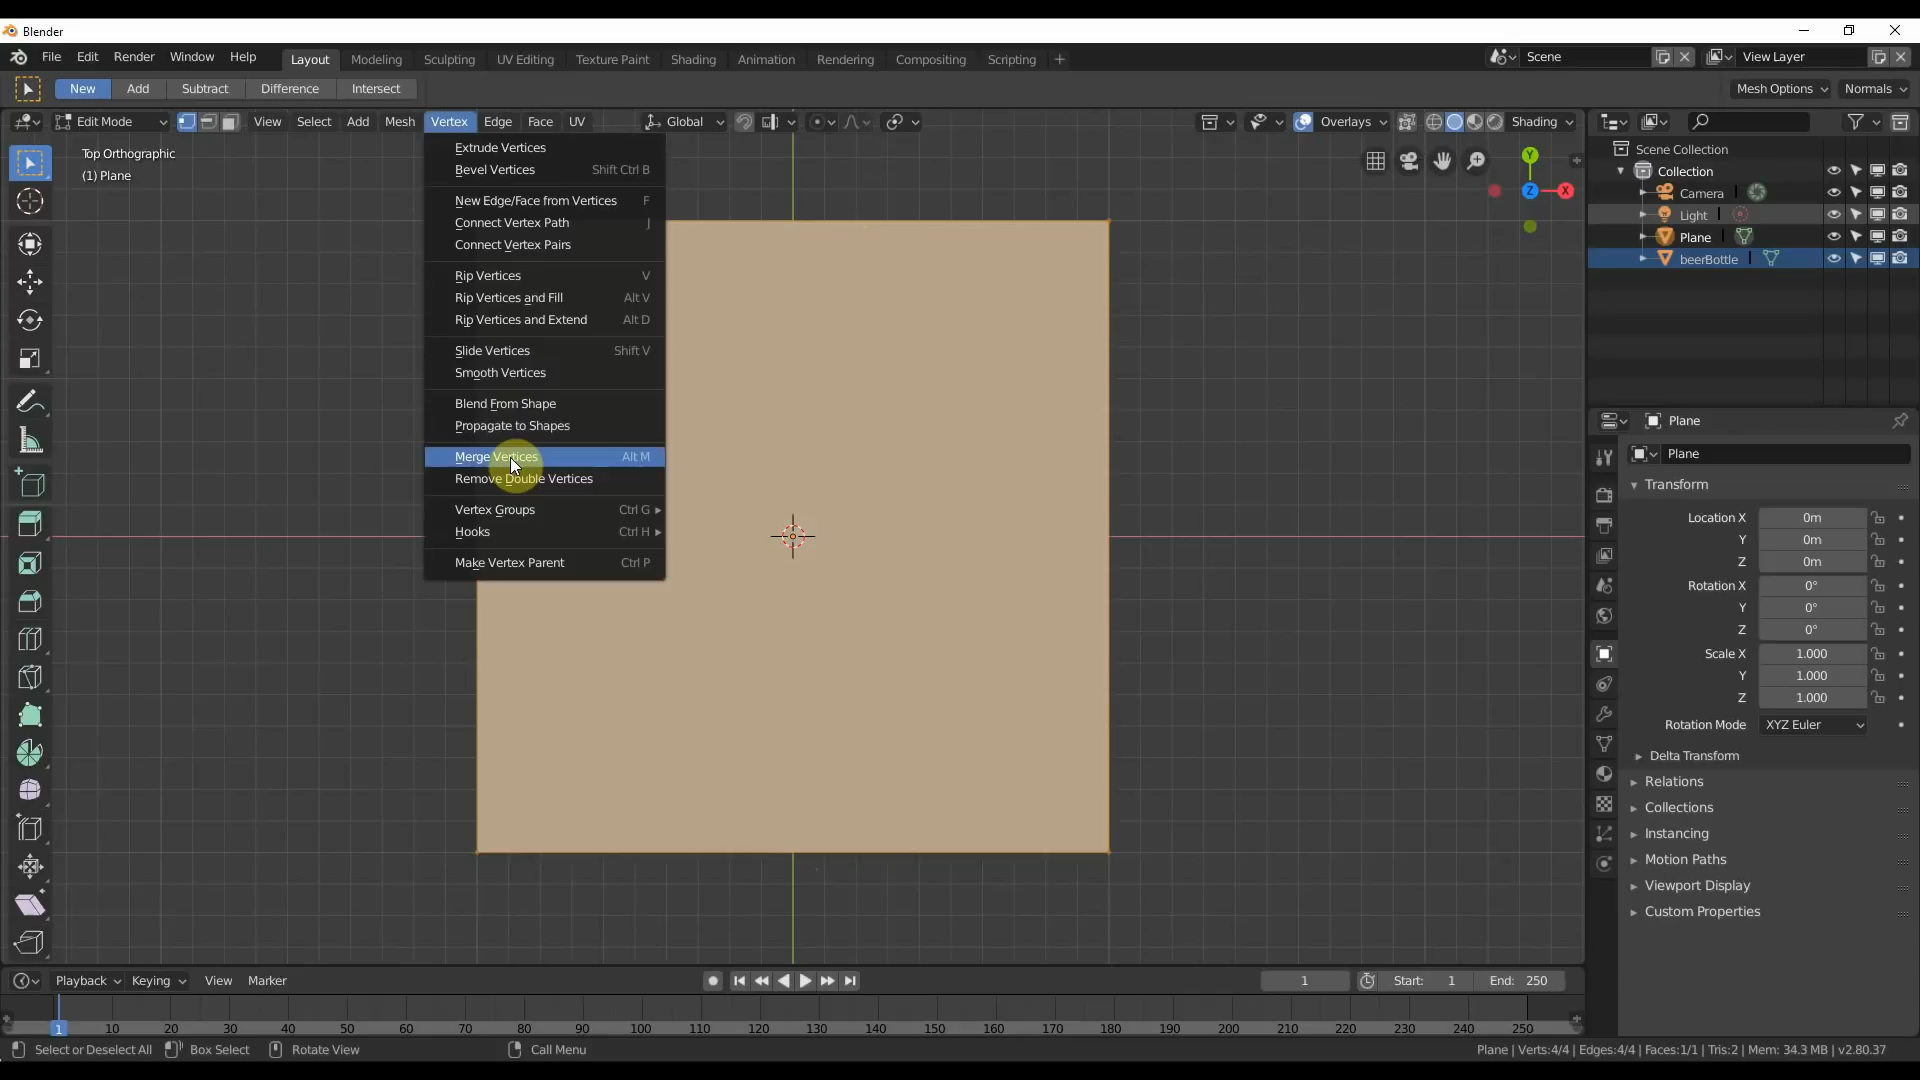 Blender
File Edit Render Window Help Layout Modeling Sculpting UV Editing Texture Paint Shading Animation Rendering Compositing Scripting + Scene View Layer
New Add Subtract Difference Intersect Mesh Options Normals
Edit Mode View Select Add Mesh Vertex Edge Face UV Global Overlays Shading
Top Orthographic
(1) Plane
Extrude Vertices
Bevel Vertices Shift Ctrl B
New Edge/Face from Vertices F
Connect Vertex Path J
Connect Vertex Pairs
Rip Vertices V
Rip Vertices and Fill Alt V
Rip Vertices and Extend Alt D
Slide Vertices Shift V
Smooth Vertices
Blend From Shape
Propagate to Shapes
Merge Vertices Alt M
Remove Double Vertices
Vertex Groups Ctrl G
Hooks Ctrl H
Make Vertex Parent Ctrl P
Y
Z X
Scene Collection
Collection
Camera
Light
Plane
beerBottle
Plane
Plane
Transform
Location X 0m
Y 0m
Z 0m
Rotation X 0°
Y 0°
Z 0°
Scale X 1.000
Y 1.000
Z 1.000
Rotation Mode XYZ Euler
Delta Transform
Relations
Collections
Instancing
Motion Paths
Viewport Display
Custom Properties
Playback Keying View Marker 1 Start: 1 End: 250
1 10 20 30 40 50 60 70 80 90 100 110 120 130 140 150 160 170 180 190 200 210 220 230 240 250
Select or Deselect All Box Select Rotate View Call Menu Plane | Verts:4/4 | Edges:4/4 | Faces:1/1 | Tris:2 | Mem: 34.3 MB | v2.80.37